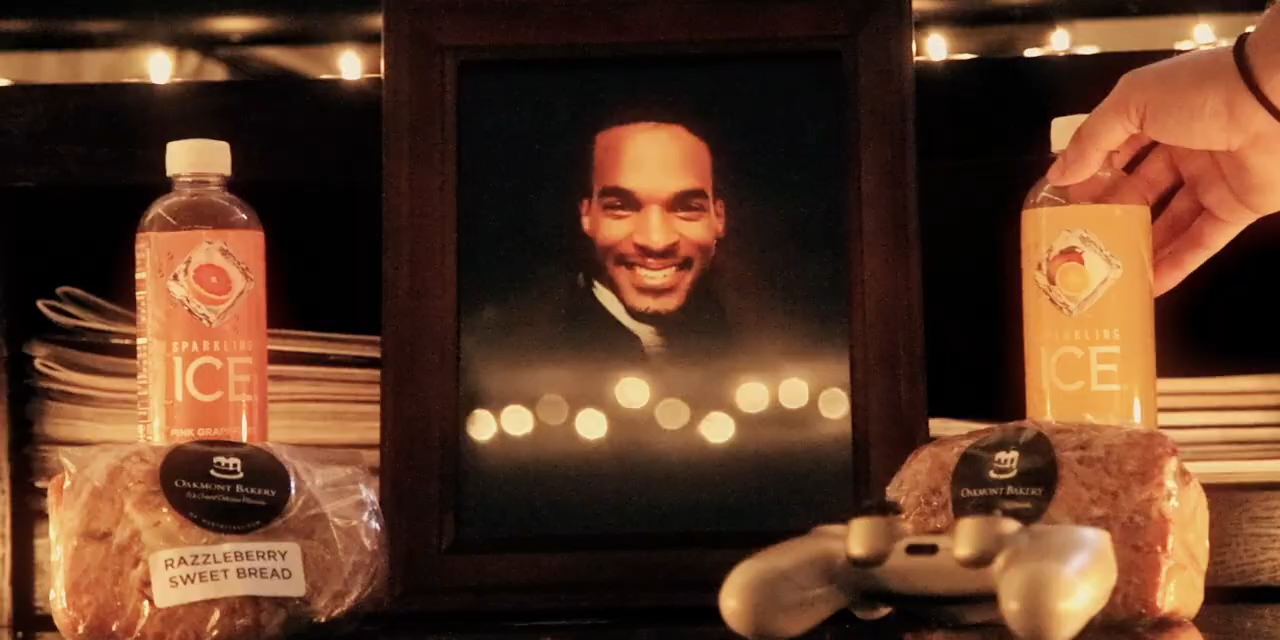 SPARKLING
ICE
PINK GRAPEFRUIT
OAKMONT BAKERY
RAZZLEBERRY
SWEET BREAD
SPARKLING
ICE
OAKMONT BAKERY